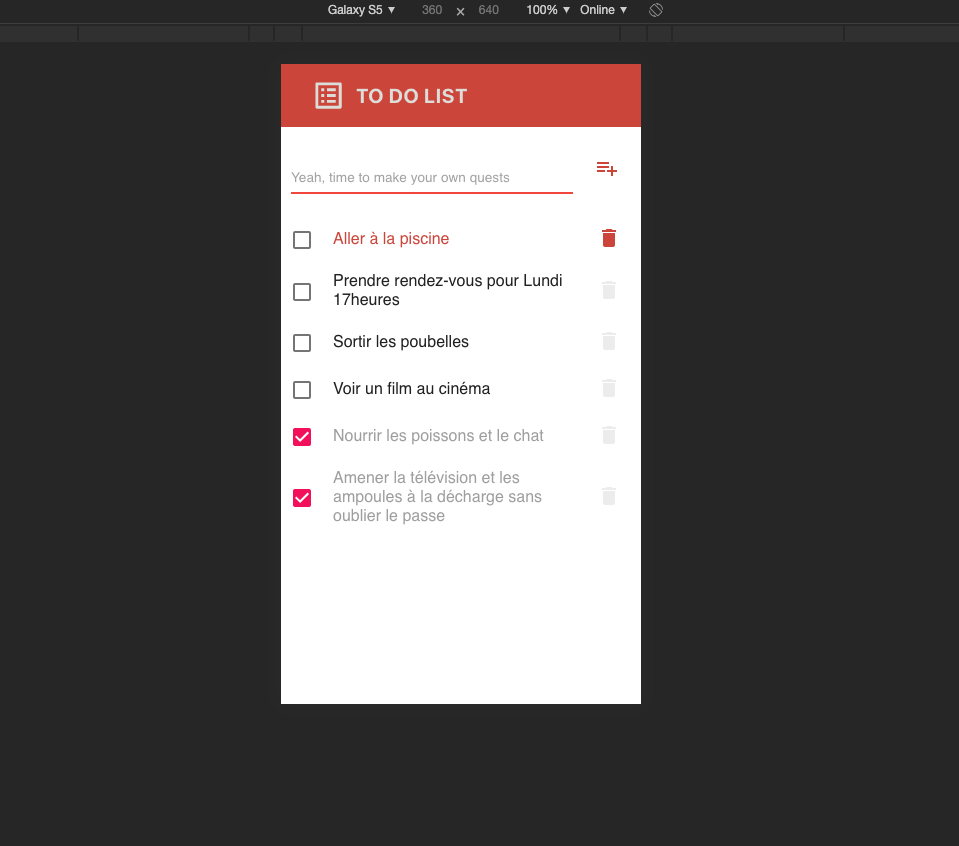 Galaxy S5 ▼ 360 × 640 100% ▼ Online ▼
TO DO LIST
Yeah, time to make your own quests
Aller à la piscine
Prendre rendez-vous pour Lundi
17heures
Sortir les poubelles
Voir un film au cinéma
Nourrir les poissons et le chat
Amener la télévision et les
ampoules à la décharge sans
oublier le passe